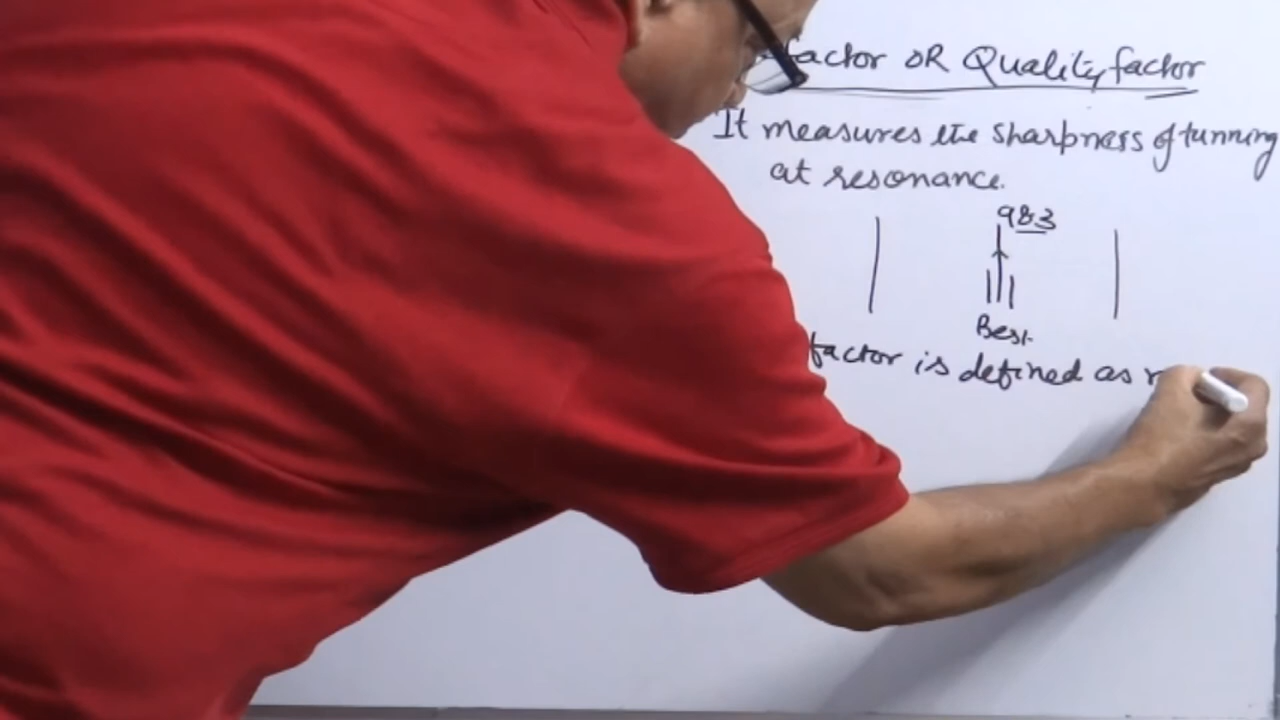 factor OR Quality factor
It measures the sharpness of tunning
at resonance.
983
Best
factor is defined as